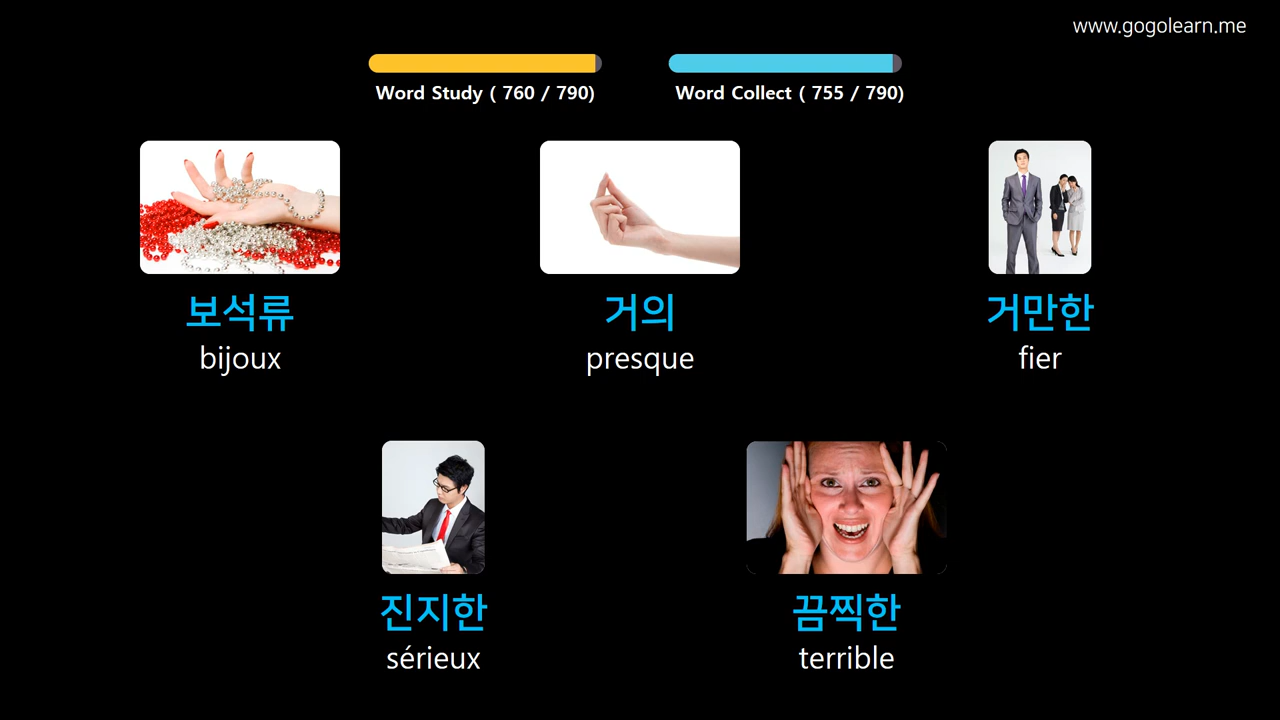 www.gogolearn.me
Word Study ( 760 / 790)
Word Collect ( 755 / 790)
보석류
bijoux
거의
presque
거만한
fier
진지한
sérieux
끔찍한
terrible